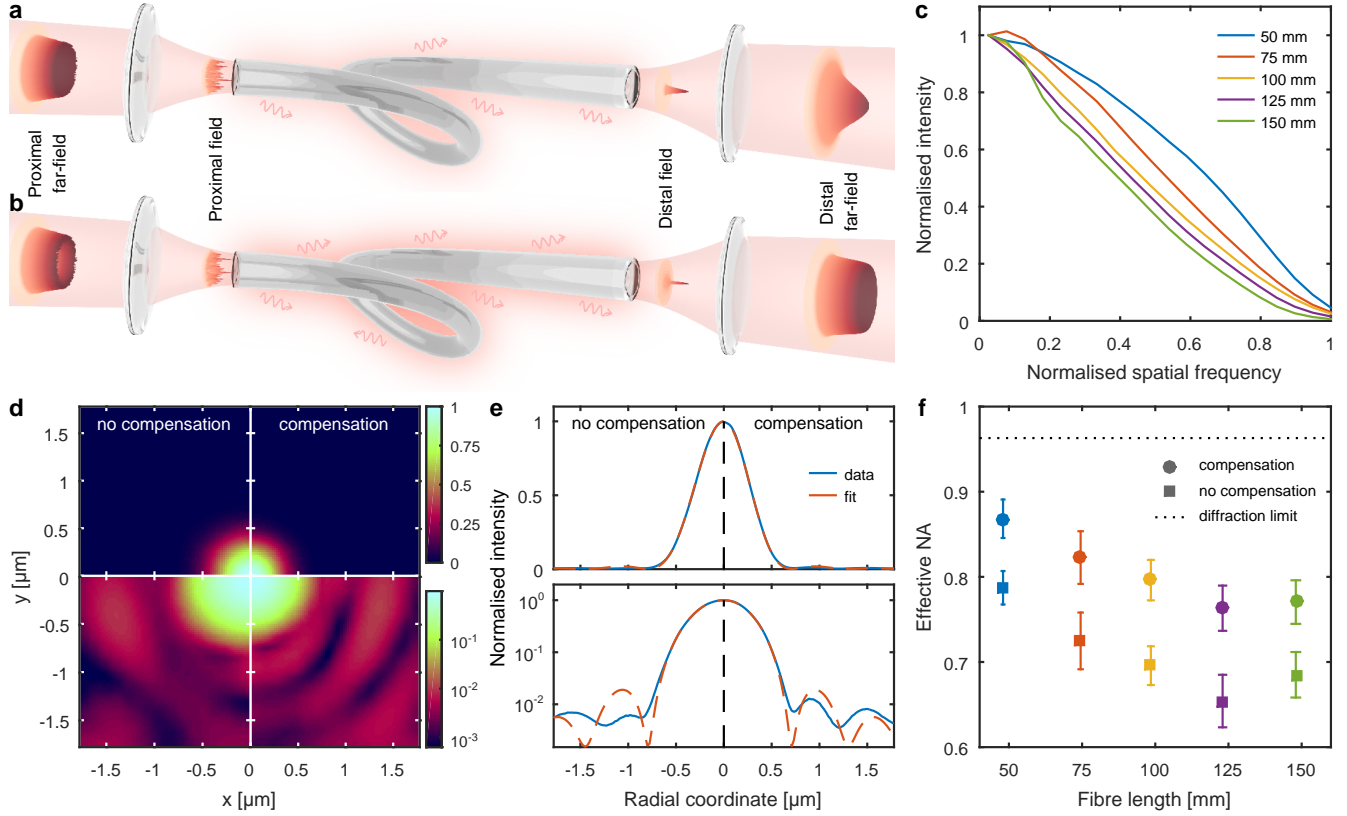 a
Proximal
far-field
Proximal field
Distal field
Distal
far-field
b
c
Normalised intensity
1
0.8
0.6
0.4
0.2
0
50 mm
75 mm
100 mm
125 mm
150 mm
0
0.2
0.4
0.6
0.8
1
Normalised spatial frequency
d
no compensation
compensation
y [µm]
1.5
1
0.5
0
-0.5
-1
-1.5
-1.5
-1
-0.5
0
0.5
1
1.5
x [µm]
1
0.75
0.5
0.25
0
10⁻¹
10⁻²
10⁻³
e
no compensation
compensation
Normalised intensity
1
0.5
0
data
fit
10⁰
10⁻¹
10⁻²
-1.5
-1
-0.5
0
0.5
1
1.5
Radial coordinate [µm]
f
Effective NA
1
0.9
0.8
0.7
0.6
compensation
no compensation
diffraction limit
50
75
100
125
150
Fibre length [mm]